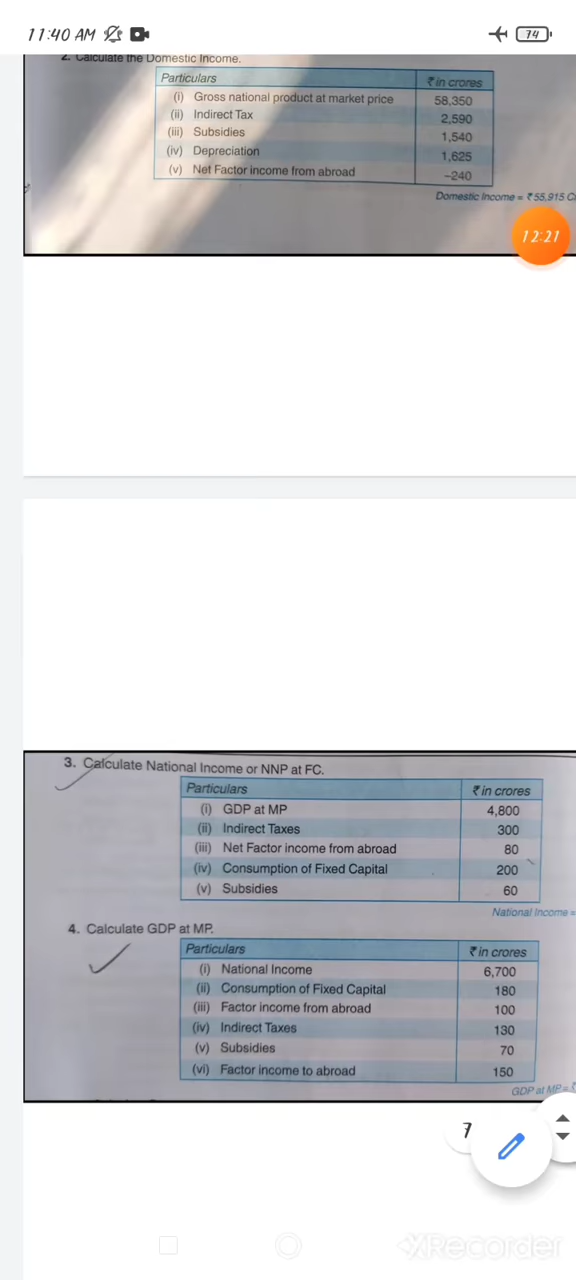 11:40 AM 74
2. Calculate the Domestic Income.
Particulars ₹ in crores
(i) Gross national product at market price 58,350
(ii) Indirect Tax 2,590
(iii) Subsidies 1,540
(iv) Depreciation 1,625
(v) Net Factor income from abroad –240
Domestic Income = ₹ 55,915 C
12:21
3. Calculate National Income or NNP at FC.
Particulars ₹ in crores
(i) GDP at MP 4,800
(ii) Indirect Taxes 300
(iii) Net Factor income from abroad 80
(iv) Consumption of Fixed Capital 200
(v) Subsidies 60
National Income =
4. Calculate GDP at MP.
Particulars ₹ in crores
(i) National Income 6,700
(ii) Consumption of Fixed Capital 180
(iii) Factor income from abroad 100
(iv) Indirect Taxes 130
(v) Subsidies 70
(vi) Factor income to abroad 150
GDP at MP = ₹
7
XRecorder